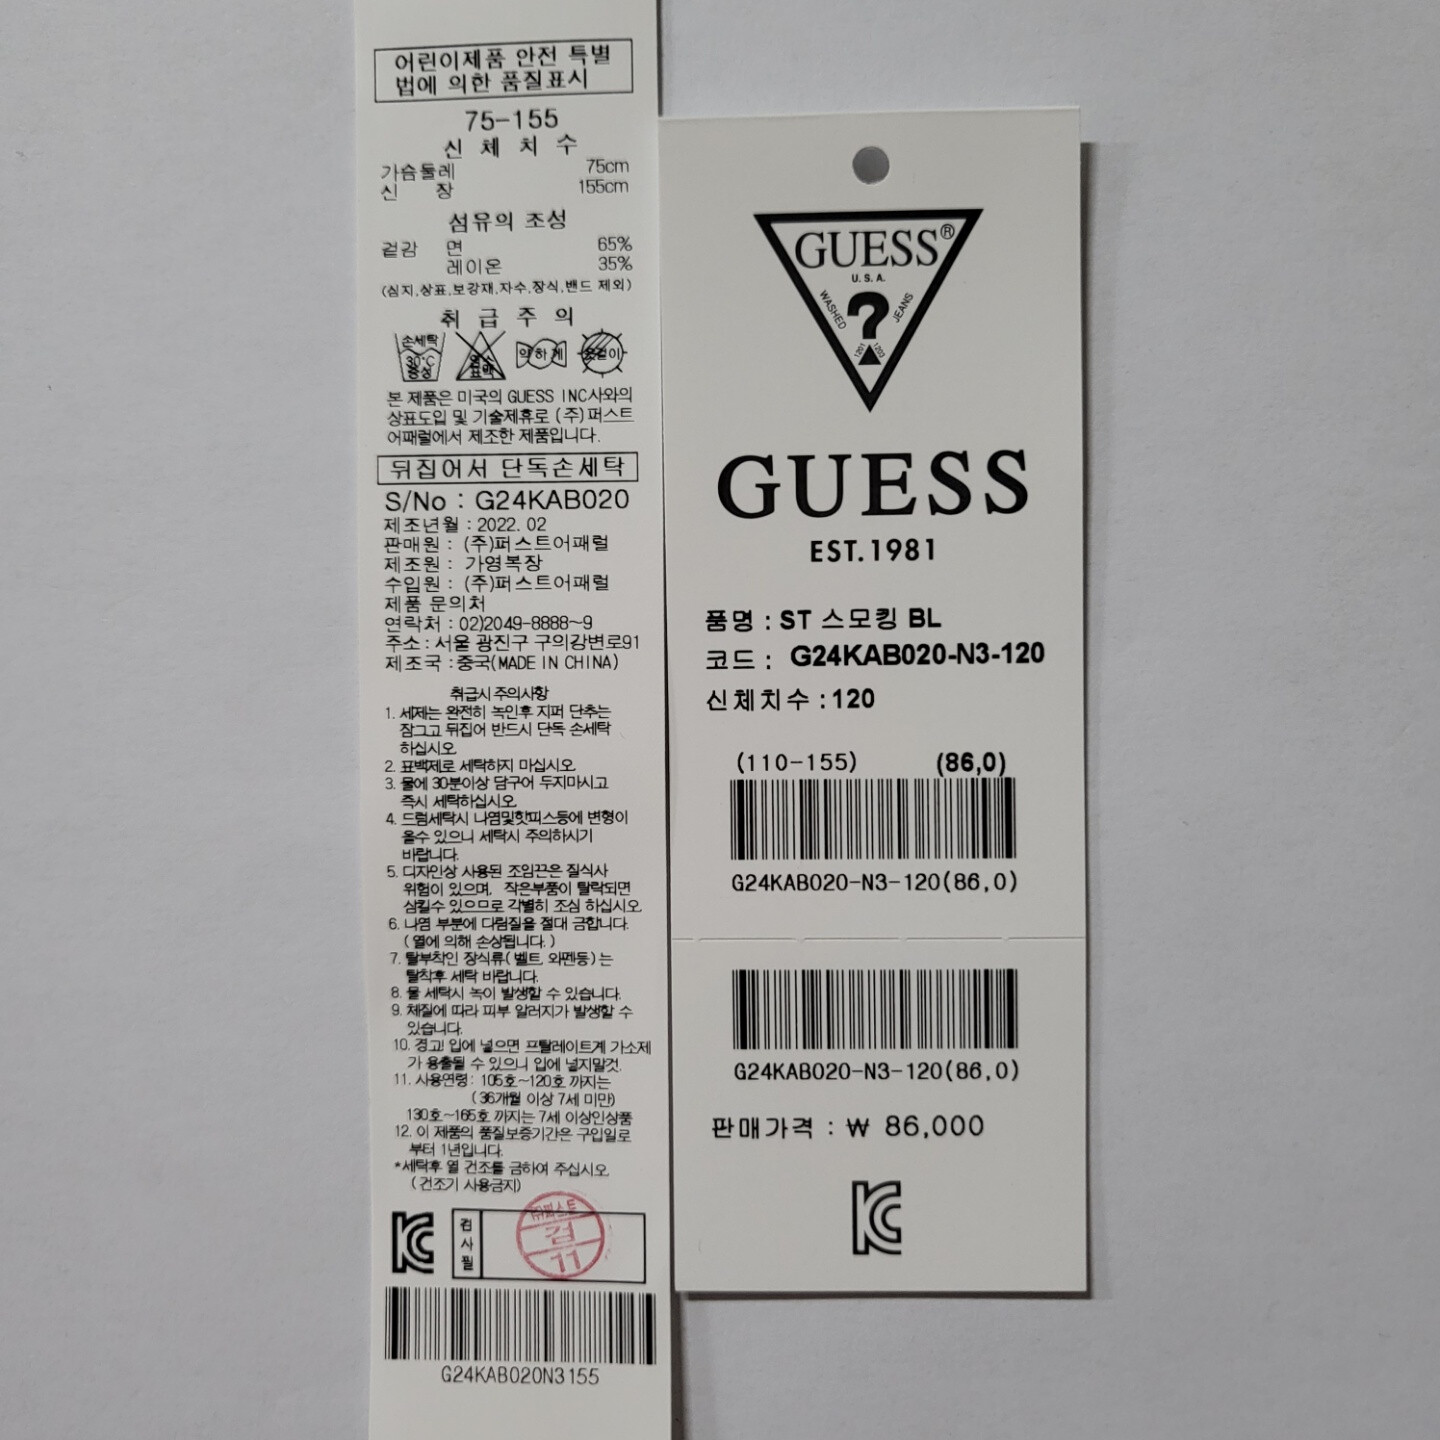 어린이제품 안전 특별
법에 의한 품질표시
75-155
신 체 치 수
가슴둘레 75cm
신 장 155cm
섬유의 조성
겉감 면 65%
레이온 35%
(심지,상표,보강재,자수,장식,밴드 제외)
취 급 주 의
손세탁
30°C
중성
염소
표백
약하게
옷걸이
본 제품은 미국의 GUESS INC사와의
상표도입 및 기술제휴로 (주)퍼스트
어패럴에서 제조한 제품입니다.
뒤집어서 단독손세탁
S/No : G24KAB020
제조년월 : 2022. 02
판매원 : (주)퍼스트어패럴
제조원 : 가영복장
수입원 : (주)퍼스트어패럴
제품 문의처
연락처 : 02)2049-8888~9
주소 : 서울 광진구 구의강변로91
제조국 : 중국(MADE IN CHINA)
취급시 주의사항
1. 세제는 완전히 녹인후 지퍼 단추는
잠그고 뒤집어 반드시 단독 손세탁
하십시오.
2. 표백제로 세탁하지 마십시오.
3. 물에 30분이상 담구어 두지마시고
즉시 세탁하십시오.
4. 드럼세탁시 나염및핫피스등에 변형이
올수 있으니 세탁시 주의하시기
바랍니다.
5. 디자인상 사용된 조임끈은 질식사
위험이 있으며, 작은부품이 탈락되면
삼킬수 있으므로 각별히 조심 하십시오.
6. 나염 부분에 다림질을 절대 금합니다.
(열에 의해 손상됩니다.)
7. 탈부착인 장식류(벨트, 와펜등)는
탈착후 세탁 바랍니다.
8. 물 세탁시 녹이 발생할 수 있습니다.
9. 체질에 따라 피부 알러지가 발생할 수
있습니다.
10. 경고! 입에 넣으면 프탈레이트계 가소제
가 용출될 수 있으니 입에 넣지말것.
11. 사용연령: 105호~120호 까지는
(36개월 이상 7세 미만)
130호~165호 까지는 7세 이상인상품
12. 이 제품의 품질보증기간은 구입일로
부터 1년입니다.
*세탁후 열 건조를 금하여 주십시오.
(건조기 사용금지)
KC
검사필
㈜퍼스트
검
11
G24KAB020N3155
GUESS®
U.S.A.
WASHED ? JEANS
1201 1203
GUESS
EST.1981
품명 : ST 스모킹 BL
코드 : G24KAB020-N3-120
신체치수 : 120
(110-155) (86,0)
G24KAB020-N3-120(86,0)
G24KAB020-N3-120(86,0)
판매가격 : ₩ 86,000
KC